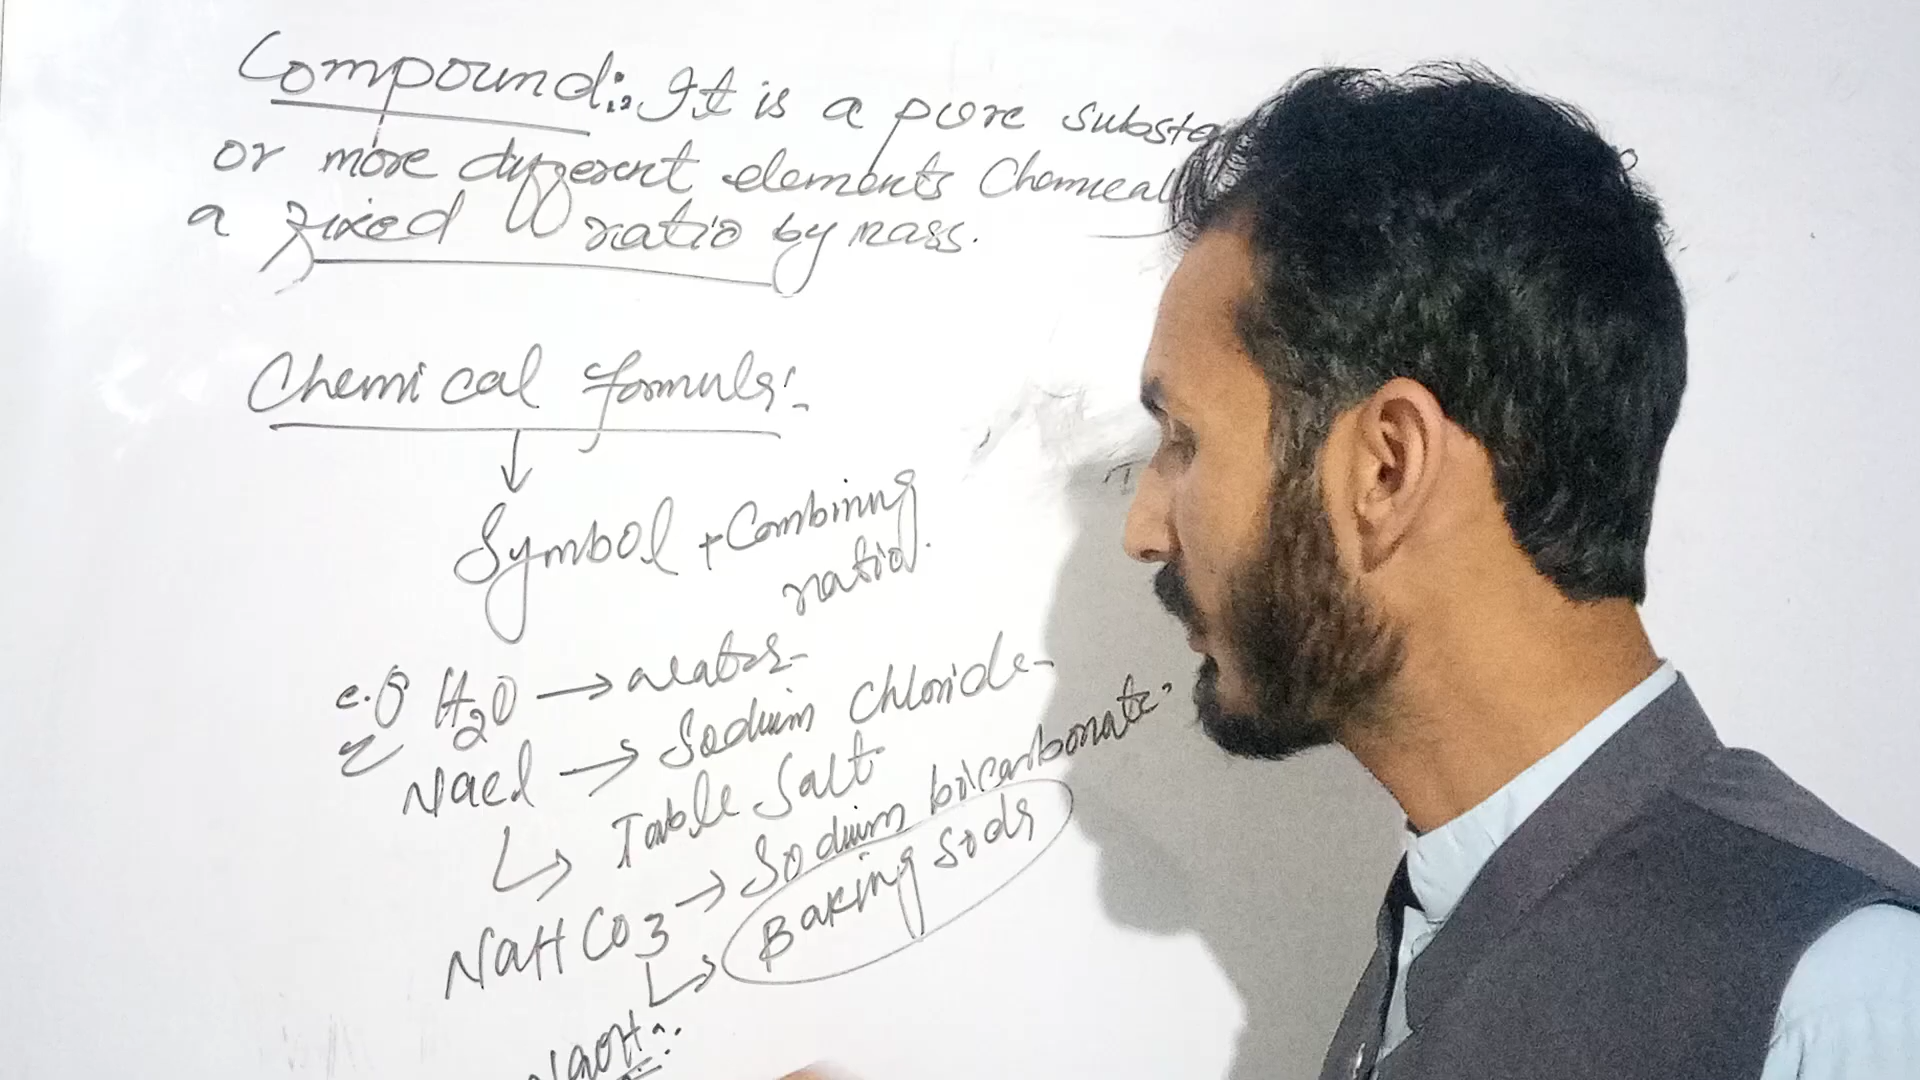 Compound:. It is a pure substa
or more different elements Chemical
a fixed ratio by mass.
Chemical formula:
Symbol + Combining
ratio.
e.g H2O → water
NaCl → Sodium Chloride
Table Salt
NaHCO3 → Sodium bicarbonate
Baking Soda
NaOH